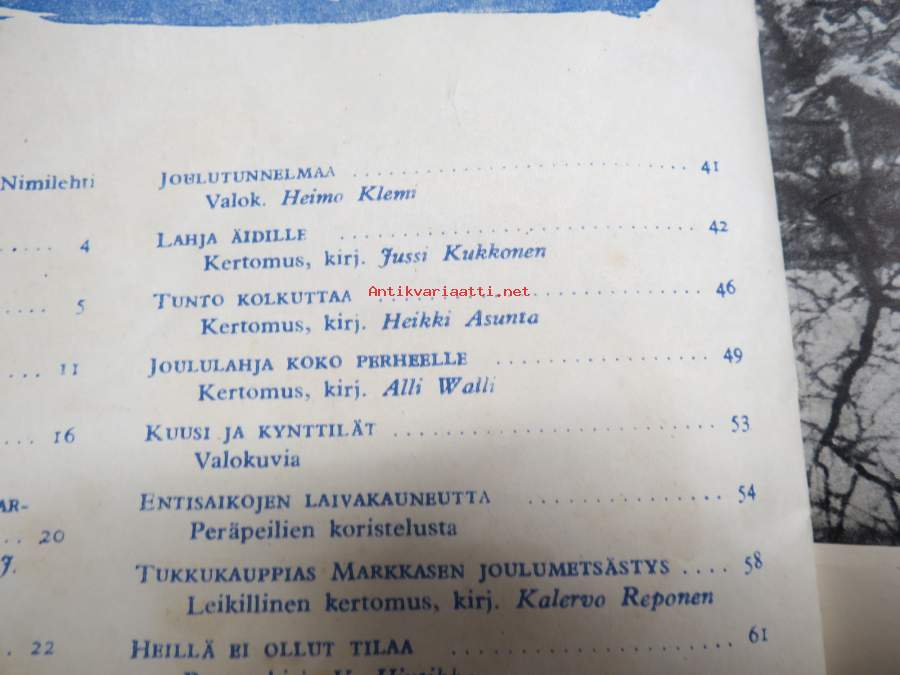 Nimilehti
..... 4
.... 5
... 11
.... 16
AR-
.. 20
J.
. 22
JOULUTUNNELMAA .......... 41
Valok. Heimo Klemi
LAHJA ÄIDILLE .......... 42
Kertomus, kirj. Jussi Kukkonen
TUNTO KOLKUTTAA .......... 46
Antikvariaatti.net
Kertomus, kirj. Heikki Asunta
JOULULAHJA KOKO PERHEELLE .......... 49
Kertomus, kirj. Alli Walli
KUUSI JA KYNTTILÄT .......... 53
Valokuvia
ENTISAIKOJEN LAIVAKAUNEUTTA .......... 54
Peräpeilien koristelusta
TUKKUKAUPPIAS MARKKASEN JOULUMETSÄSTYS .... 58
Leikillinen kertomus, kirj. Kalervo Reponen
HEILLÄ EI OLLUT TILAA .......... 61